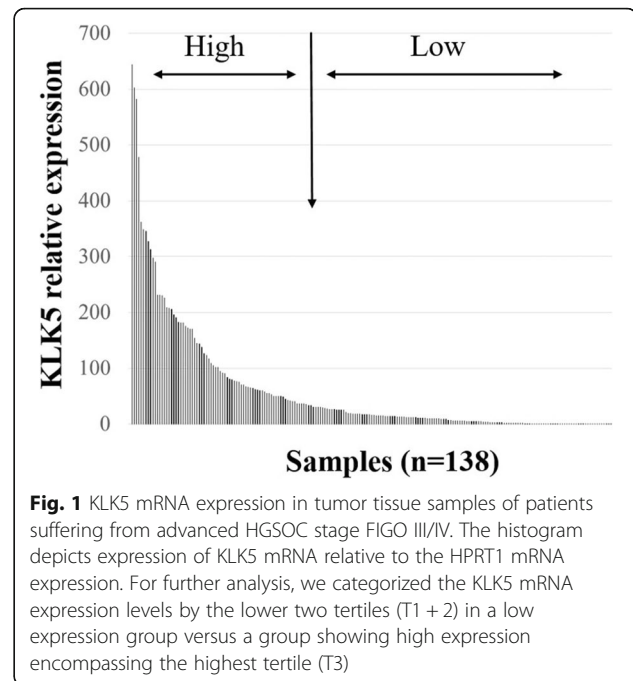 700
600
500
400
300
200
100
0
KLK5 relative expression
High
Low
Samples (n=138)
Fig. 1 KLK5 mRNA expression in tumor tissue samples of patients
suffering from advanced HGSOC stage FIGO III/IV. The histogram
depicts expression of KLK5 mRNA relative to the HPRT1 mRNA
expression. For further analysis, we categorized the KLK5 mRNA
expression levels by the lower two tertiles (T1 + 2) in a low
expression group versus a group showing high expression
encompassing the highest tertile (T3)